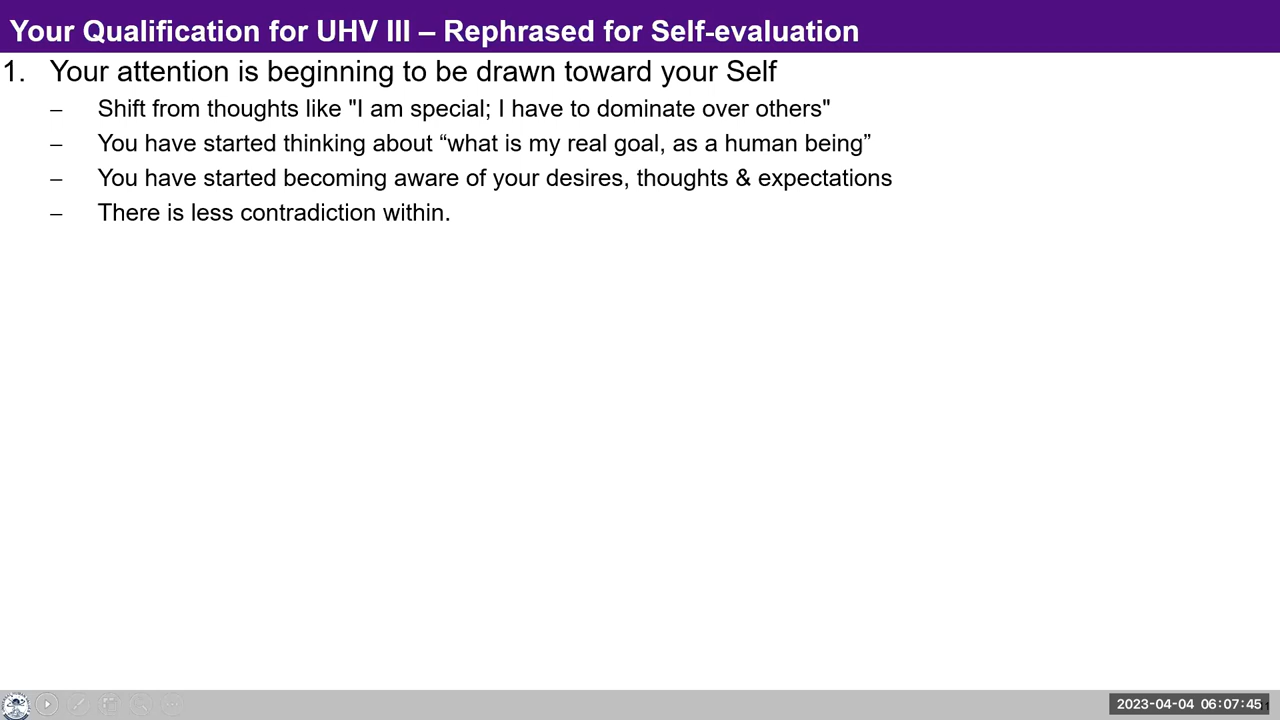 Your Qualification for UHV III – Rephrased for Self-evaluation
1. Your attention is beginning to be drawn toward your Self
– Shift from thoughts like "I am special; I have to dominate over others"
– You have started thinking about “what is my real goal, as a human being”
– You have started becoming aware of your desires, thoughts & expectations
– There is less contradiction within.
2023-04-04 06:07:45